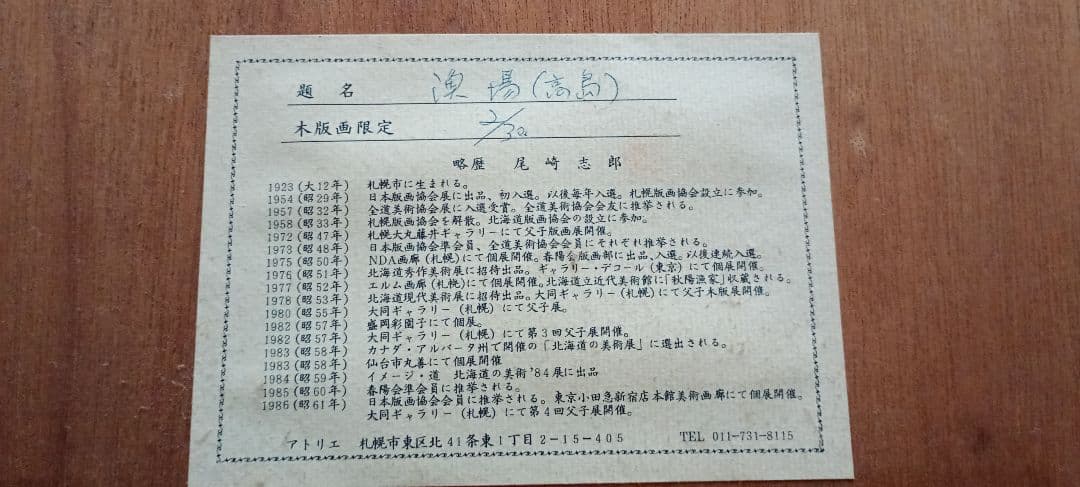 題名 漁場(高島)
木版画限定 2/30
略歴 尾崎志郎
1923(大12年) 札幌市に生まれる。
1954(昭29年) 日本版画協会展に出品、初入選。以後毎年入選。札幌版画協会設立に参加。
1957(昭32年) 全道美術協会展に入選受賞。全道美術協会会友に推挙される。
1958(昭33年) 札幌版画協会を解散。北海道版画協会の設立に参加。
1972(昭47年) 札幌大丸藤井ギャラリーにて父子版画展開催。
1973(昭48年) 日本版画協会準会員、全道美術協会会員にそれぞれ推挙される。
1975(昭50年) NDA画廊(札幌)にて個展開催。春陽会版画部に出品、入選。以後連続入選。
1976(昭51年) 北海道秀作美術展に招待出品。ギャラリー・デコール(東京)にて個展開催。
1977(昭52年) エルム画廊(札幌)にて個展開催。北海道立近代美術館に「秋陽漁家」収蔵される。
1978(昭53年) 北海道現代美術展に招待出品。大同ギャラリー(札幌)にて父子木版展開催。
1980(昭55年) 大同ギャラリー(札幌)にて父子展。
1982(昭57年) 盛岡彩園子にて個展。
1982(昭57年) 大同ギャラリー(札幌)にて第3回父子展開催。
1983(昭58年) カナダ・アルバータ州で開催の「北海道の美術展」に選出される。
1983(昭58年) 仙台市丸善にて個展開催
1984(昭59年) イメージ・道 北海道の美術'84展に出品
1985(昭60年) 春陽会準会員に推挙される。
1986(昭61年) 日本版画協会会員に推挙される。東京小田急新宿店本館美術画廊にて個展開催。
大同ギャラリー(札幌)にて第4回父子展開催。
アトリエ 札幌市東区北41条東1丁目2-15-405 TEL 011-731-8115